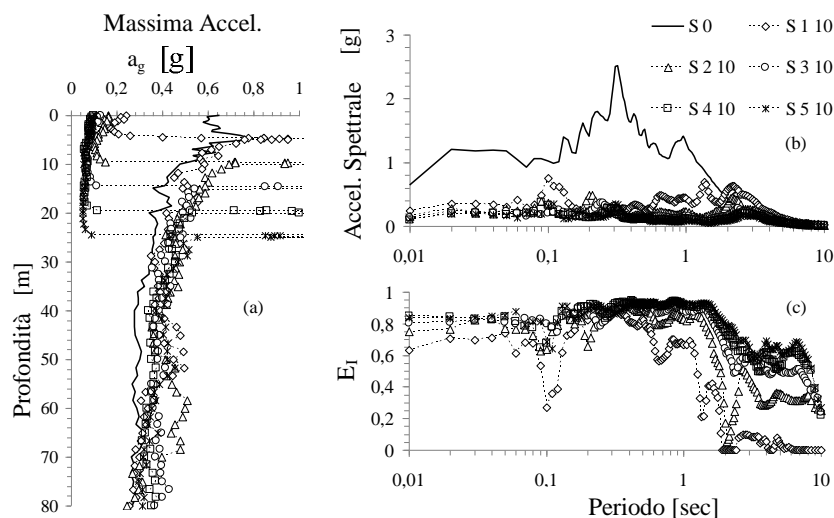 Massima Accel.
ag [g]
0 0,2 0,4 0,6 0,8 1
0
10
20
30
40
50
60
70
80
Profondità [m]
(a)
3
2
1
0
Accel. Spettrale [g]
S 0
S 1 10
S 2 10
S 3 10
S 4 10
S 5 10
(b)
0,01 0,1 1 10
1
0,8
0,6
0,4
0,2
0
EI
(c)
0,01 0,1 1 10
Periodo [sec]